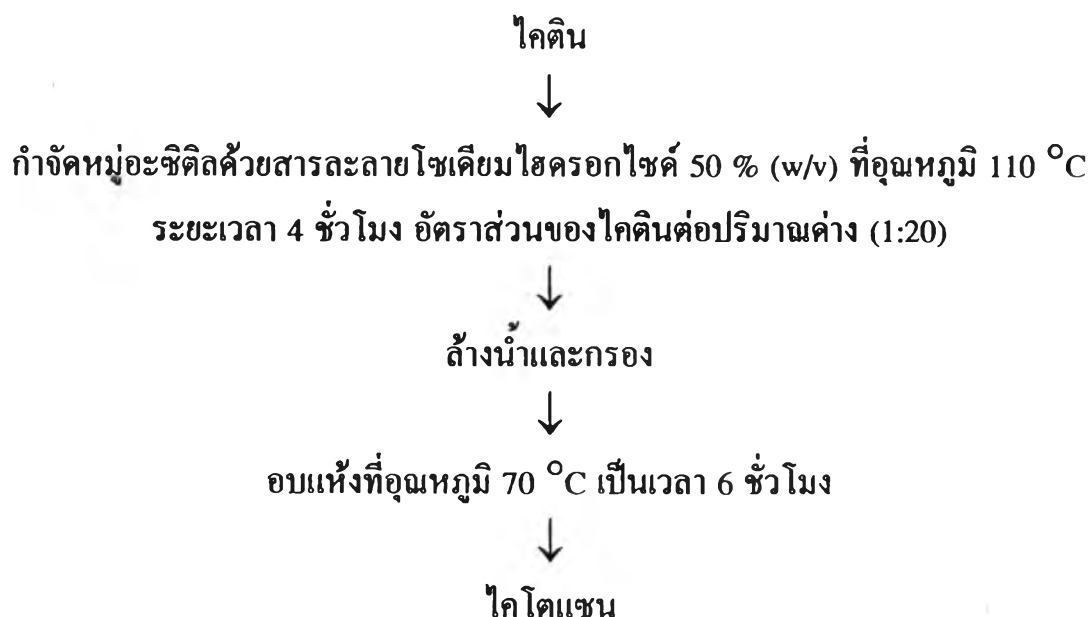 ไคติน
↓
กำจัดหมู่อะซิติลด้วยสารละลายโซเดียมไฮดรอกไซด์ 50 % (w/v) ที่อุณหภูมิ 110 °C
ระยะเวลา 4 ชั่วโมง อัตราส่วนของไคตินต่อปริมาณด่าง (1:20)
↓
ล้างน้ำและกรอง
↓
อบแห้งที่อุณหภูมิ 70 °C เป็นเวลา 6 ชั่วโมง
↓
ไคโตแซน